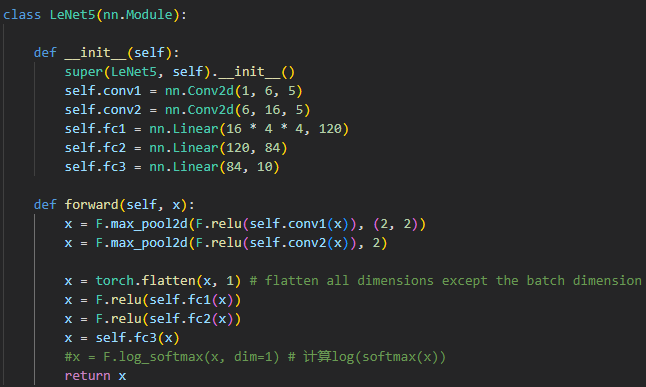 class LeNet5(nn.Module):
    def __init__(self):
        super(LeNet5, self).__init__()
        self.conv1 = nn.Conv2d(1, 6, 5)
        self.conv2 = nn.Conv2d(6, 16, 5)
        self.fc1 = nn.Linear(16 * 4 * 4, 120)
        self.fc2 = nn.Linear(120, 84)
        self.fc3 = nn.Linear(84, 10)
    def forward(self, x):
        x = F.max_pool2d(F.relu(self.conv1(x)), (2, 2))
        x = F.max_pool2d(F.relu(self.conv2(x)), 2)
        x = torch.flatten(x, 1) # flatten all dimensions except the batch dimension
        x = F.relu(self.fc1(x))
        x = F.relu(self.fc2(x))
        x = self.fc3(x)
        #x = F.log_softmax(x, dim=1) # 计算log(softmax(x))
        return x